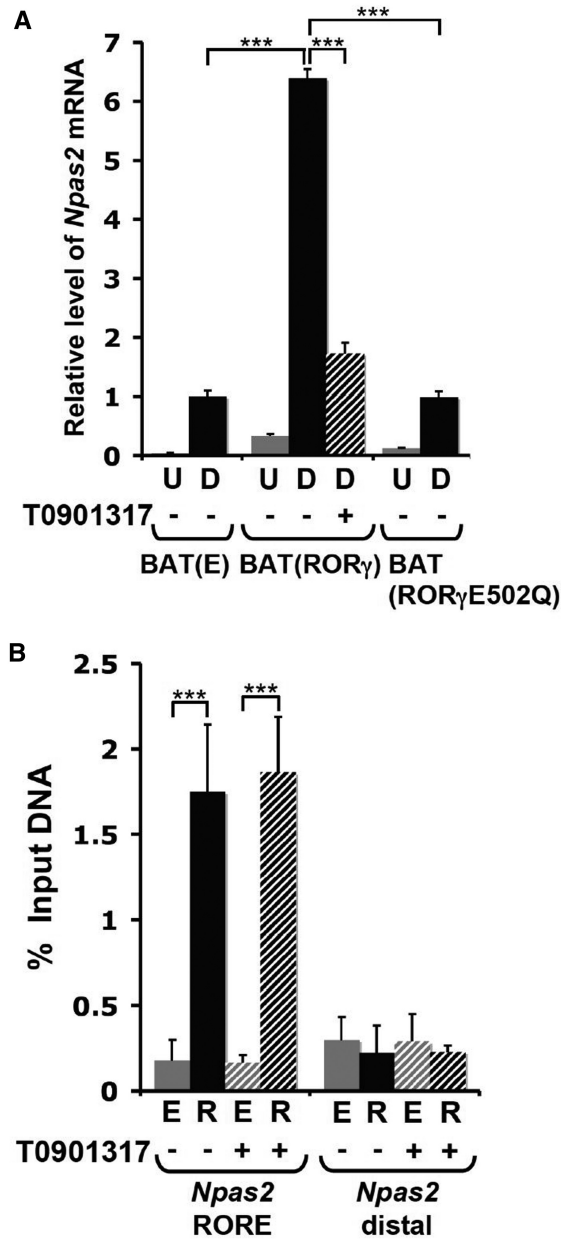 A
Relative level of Npas2 mRNA
7
6
5
4
3
2
1
0
*** *** ***
U D U D D U D
T0901317 - - - - + - -
BAT(E) BAT(RORγ) BAT
(RORγE502Q)
B
% Input DNA
2.5
2
1.5
1
0.5
0
*** ***
E R E R E R E R
T0901317 - - + + - - + +
Npas2 Npas2
RORE distal